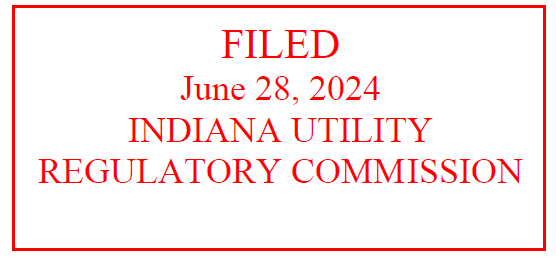 FILED
June 28, 2024
INDIANA UTILITY
REGULATORY COMMISSION